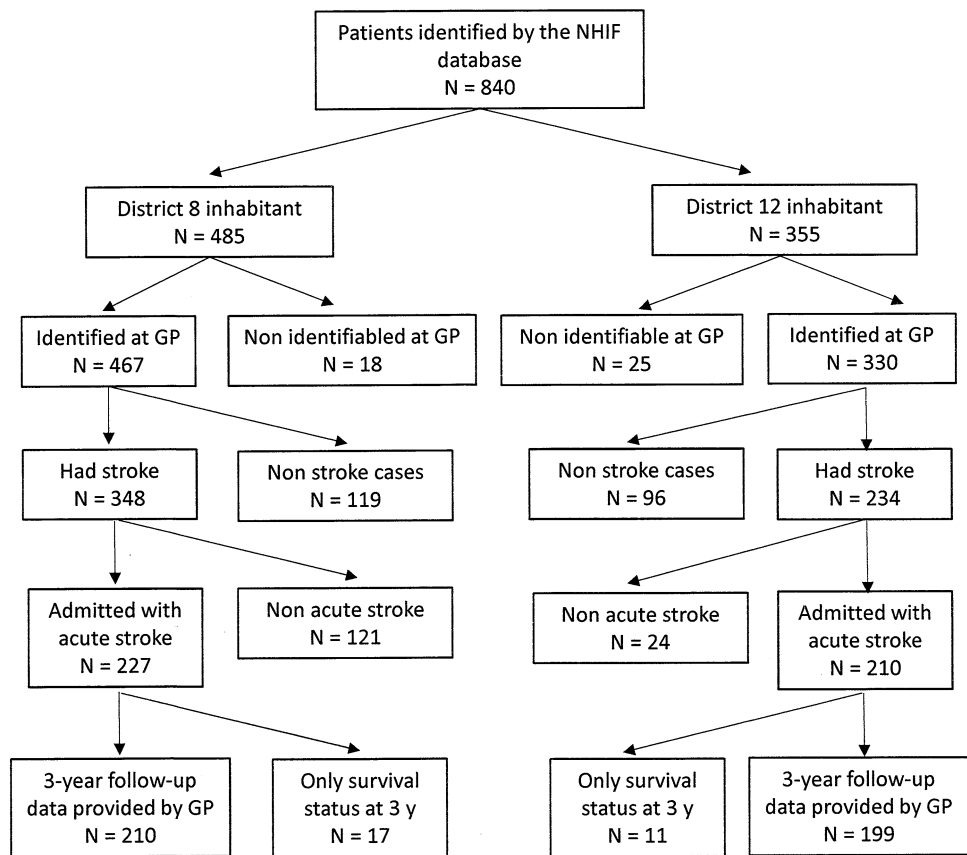 Patients identified by the NHIF
database
N = 840
District 8 inhabitant
N = 485
District 12 inhabitant
N = 355
Identified at GP
N = 467
Non identifiabled at GP
N = 18
Non identifiable at GP
N = 25
Identified at GP
N = 330
Had stroke
N = 348
Non stroke cases
N = 119
Non stroke cases
N = 96
Had stroke
N = 234
Admitted with
acute stroke
N = 227
Non acute stroke
N = 121
Non acute stroke
N = 24
Admitted with
acute stroke
N = 210
3-year follow-up
data provided by GP
N = 210
Only survival
status at 3 y
N = 17
Only survival
status at 3 y
N = 11
3-year follow-up
data provided by GP
N = 199